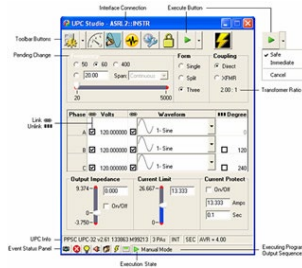 Interface Connection
Execute Button
UPC Studio - ASRL2::INSTR
Toolbar Buttons
Safe
Immediate
Cancel
Pending Change
Form
Coupling
50 60 400
Single
Direct
20.00 Span: Continuous
Split
XFMR
Three
2.00 : 1
20 5000
Transformer Ratio
Phase Volts Waveform Degree
Link
Unlink
A 120.000000 1- Sine 0
B 120.000000 1- Sine 120
C 120.000000 1- Sine 240
Output Impedance
Current Limit
Current Protect
9.374 0.000
26.667 13.333
On/Off
On/Off
13.333 Amps
0.1 Sec
0
-3.750
0
UPC Info
PPSC UPC-32 v2.61 133863 M99213 3 Pks INT SEC AVR = 4.00
Event Status Panel
Manual Mode
Executing Program
Output Sequence
Execution State